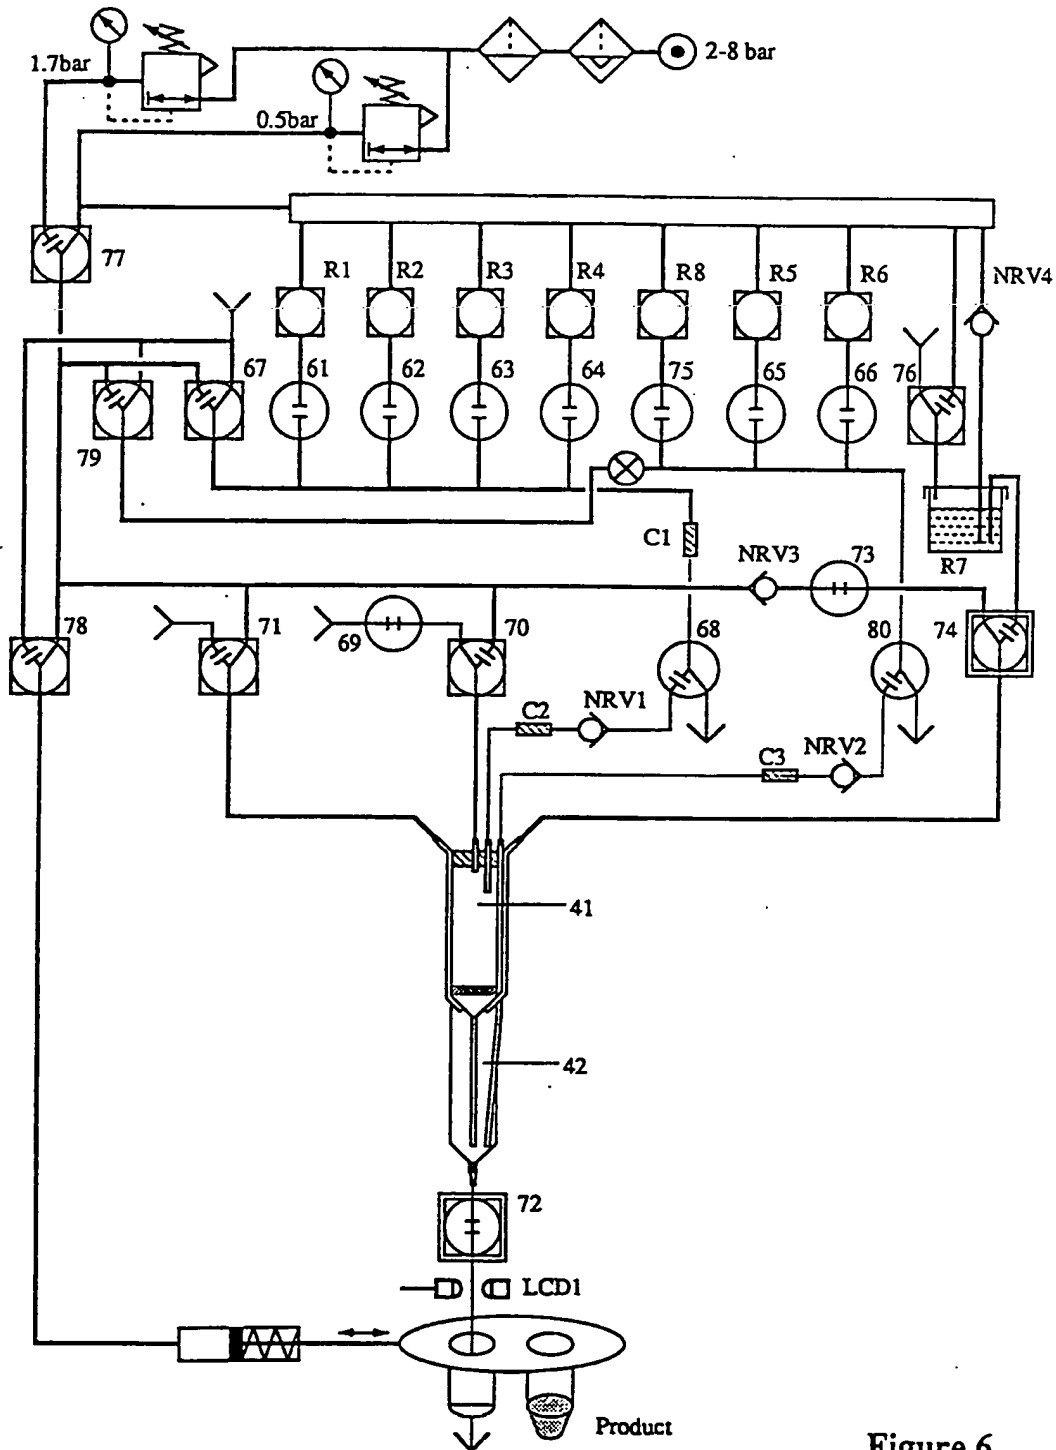 1.7bar
2-8 bar
0.5bar
77
R1
R2
R3
R4
R8
R5
R6
NRV4
67
61
62
63
64
75
65
66
76
79
C1
NRV3
73
R7
78
71
69
70
68
80
74
C2
NRV1
C3
NRV2
41
42
72
LCD1
Product
Figure 6